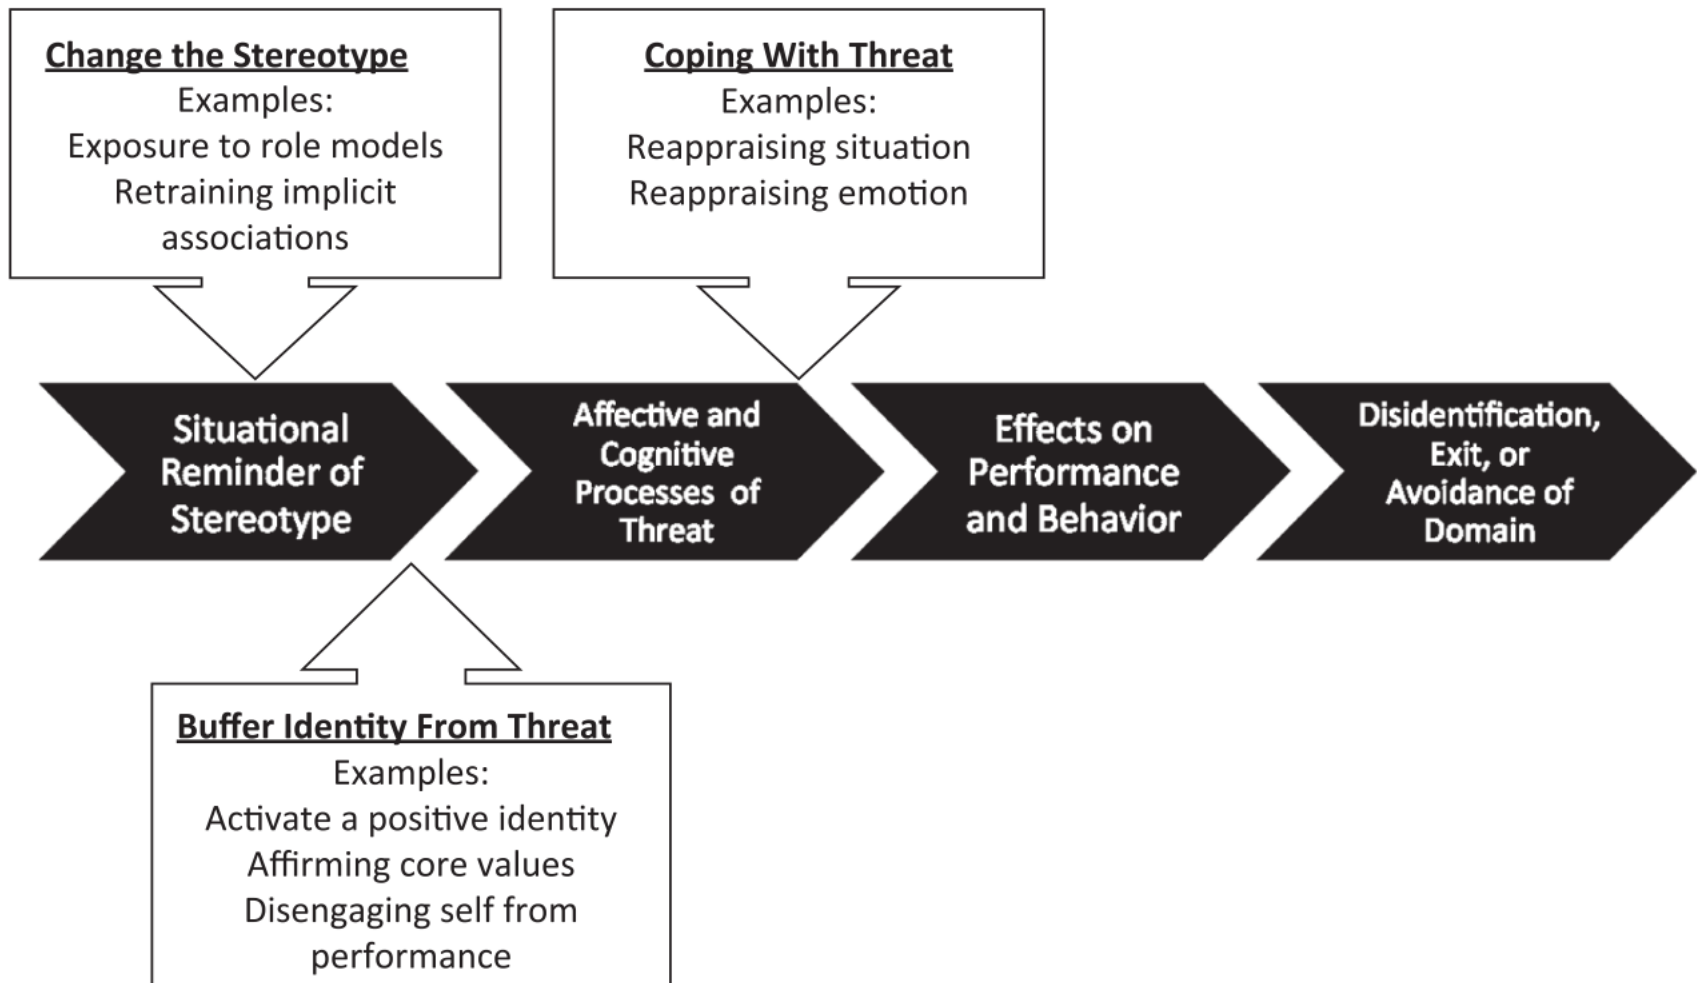 Change the Stereotype
Examples:
Exposure to role models
Retraining implicit
associations
Coping With Threat
Examples:
Reappraising situation
Reappraising emotion
Situational
Reminder of
Stereotype
Affective and
Cognitive
Processes of
Threat
Effects on
Performance
and Behavior
Disidentification,
Exit, or
Avoidance of
Domain
Buffer Identity From Threat
Examples:
Activate a positive identity
Affirming core values
Disengaging self from
performance